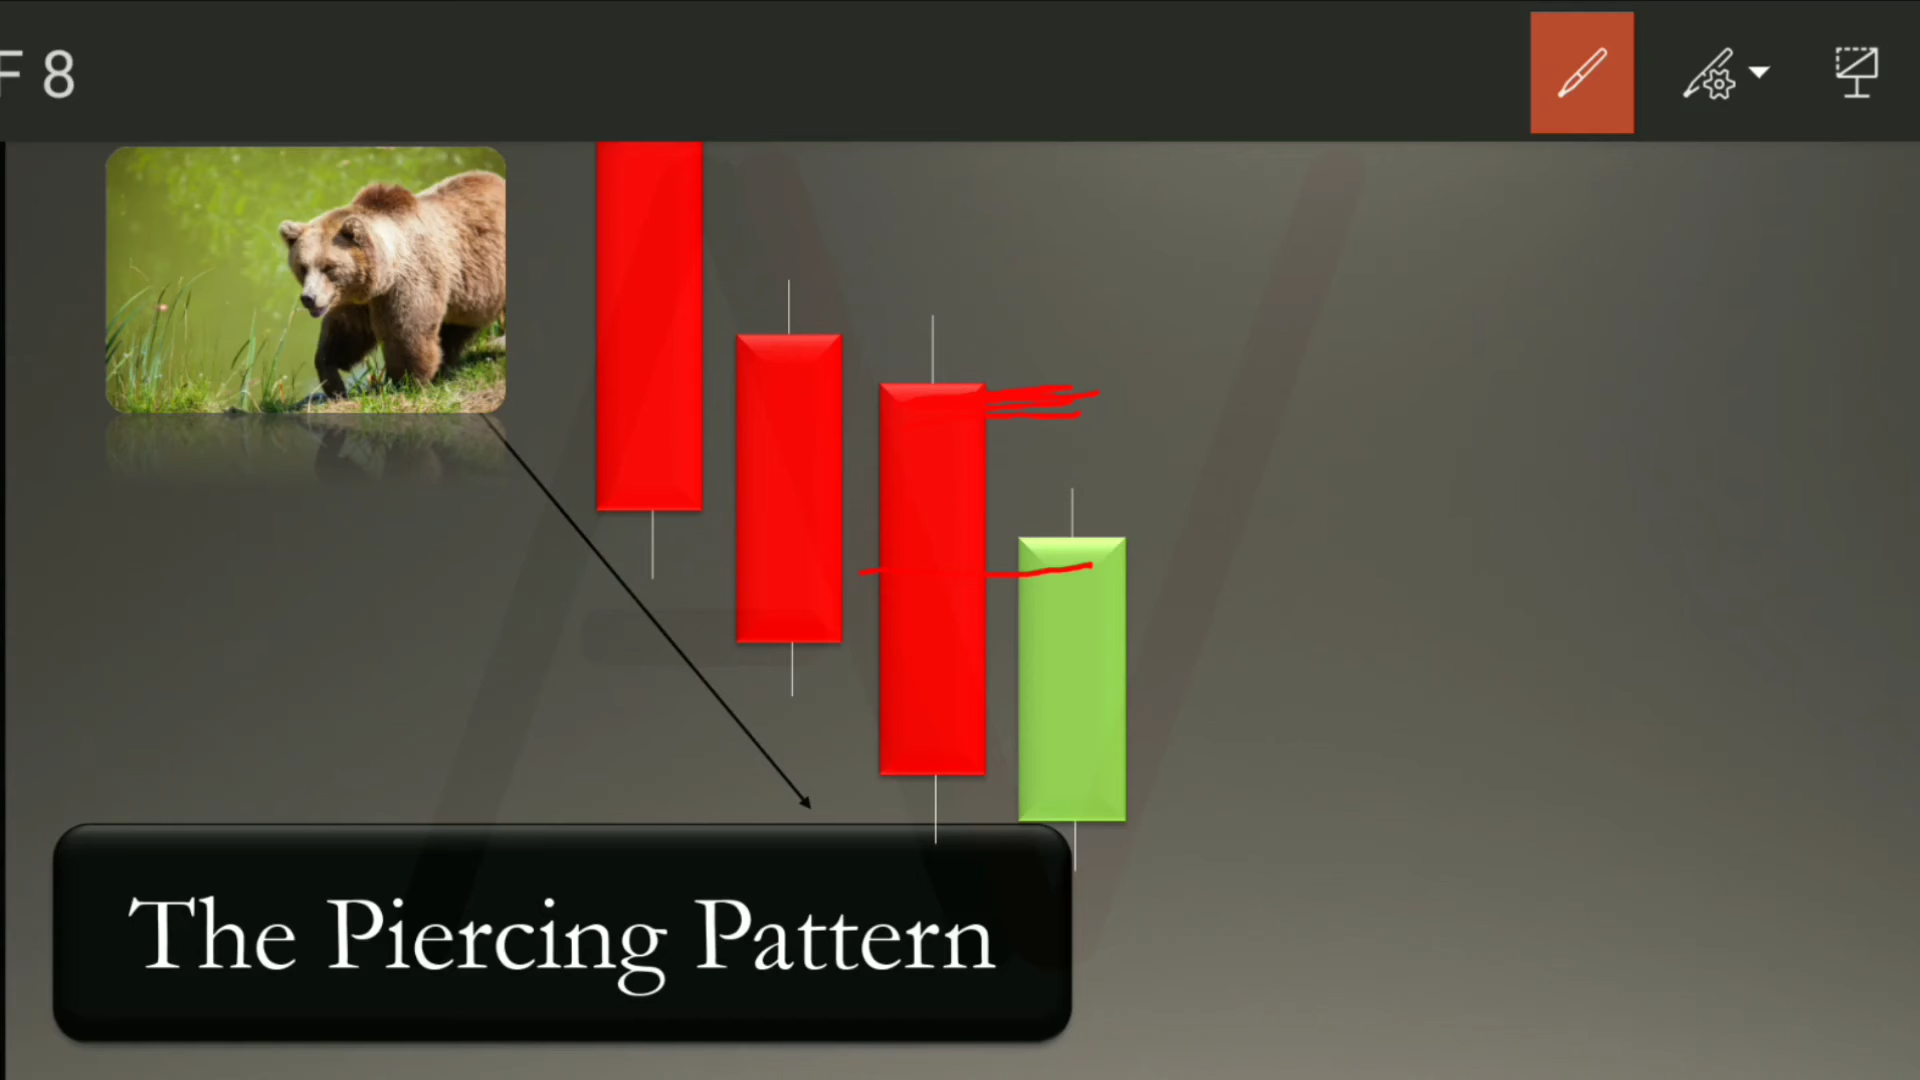 F 8
The Piercing Pattern